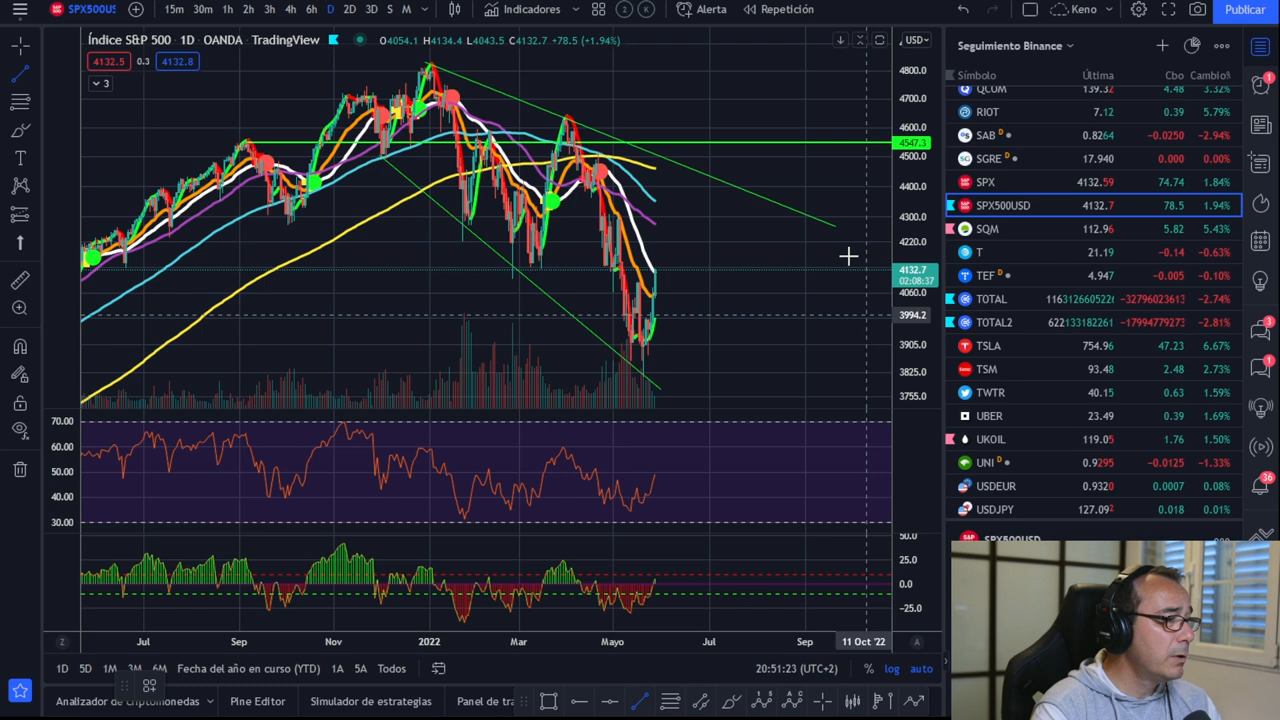 SPX500US
15m 30m 1h 2h 3h 4h 6h D 2D 3D S M
Indicadores
2 K
Alerta
Repetición
Keno
Publicar
Índice S&P 500 · 1D · OANDA · TradingView
O4054.1 H4134.4 L4043.5 C4132.7 +78.5 (+1.94%)
USD
4132.5 0.3 4132.8
3
4800.0
4700.0
4600.0
4547.3
4500.0
4400.0
4300.0
4220.0
4132.7
02:08:37
4060.0
3994.2
3905.0
3825.0
3755.0
70.00
60.00
50.00
40.00
30.00
50.0
25.0
0.0
-25.0
Z Jul Sep Nov 2022 Mar Mayo Jul Sep 11 Oct '22 A
1D 5D 1M 3M 6M Fecha del año en curso (YTD) 1A 5A Todos
20:51:23 (UTC+2) % log auto
Analizador de criptomonedas Pine Editor Simulador de estrategias Panel de tra
Seguimiento Binance
Símbolo Última Cbo Cambio%
QCOM 139.32 4.48 3.32%
RIOT 7.12 0.39 5.79%
SAB D 0.8264 -0.0250 -2.94%
SGRE D 17.940 0.000 0.00%
SPX 4132.59 74.74 1.84%
SPX500USD 4132.7 78.5 1.94%
SQM 112.96 5.82 5.43%
T 21.19 -0.14 -0.63%
TEF D 4.947 -0.005 -0.10%
TOTAL 1163126605226 -32796023613 -2.74%
TOTAL2 622133182261 -17994779273 -2.81%
TSLA 754.96 47.23 6.67%
TSM 93.48 2.48 2.73%
TWTR 40.15 0.63 1.59%
UBER 23.49 0.39 1.69%
UKOIL 119.05 1.76 1.50%
UNI D 0.9295 -0.0125 -1.33%
USDEUR 0.9320 0.0007 0.08%
USDJPY 127.092 0.018 0.01%
SPX500USD
1
3
1
36